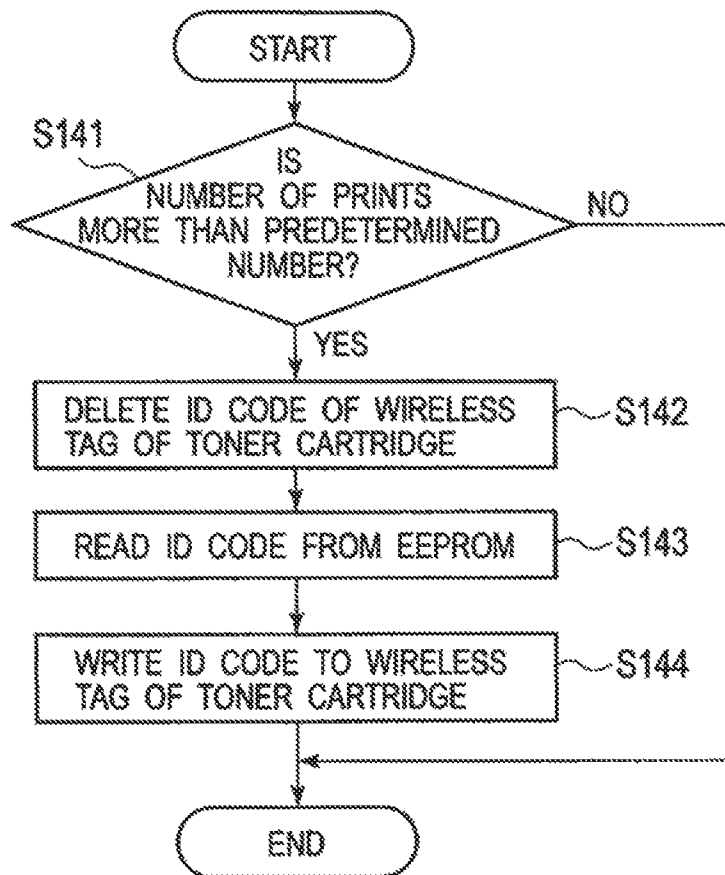 START
S141
IS
NUMBER OF PRINTS
MORE THAN PREDETERMINED
NUMBER?
NO
YES
DELETE ID CODE OF WIRELESS
TAG OF TONER CARTRIDGE
S142
READ ID CODE FROM EEPROM
S143
WRITE ID CODE TO WIRELESS
TAG OF TONER CARTRIDGE
S144
END